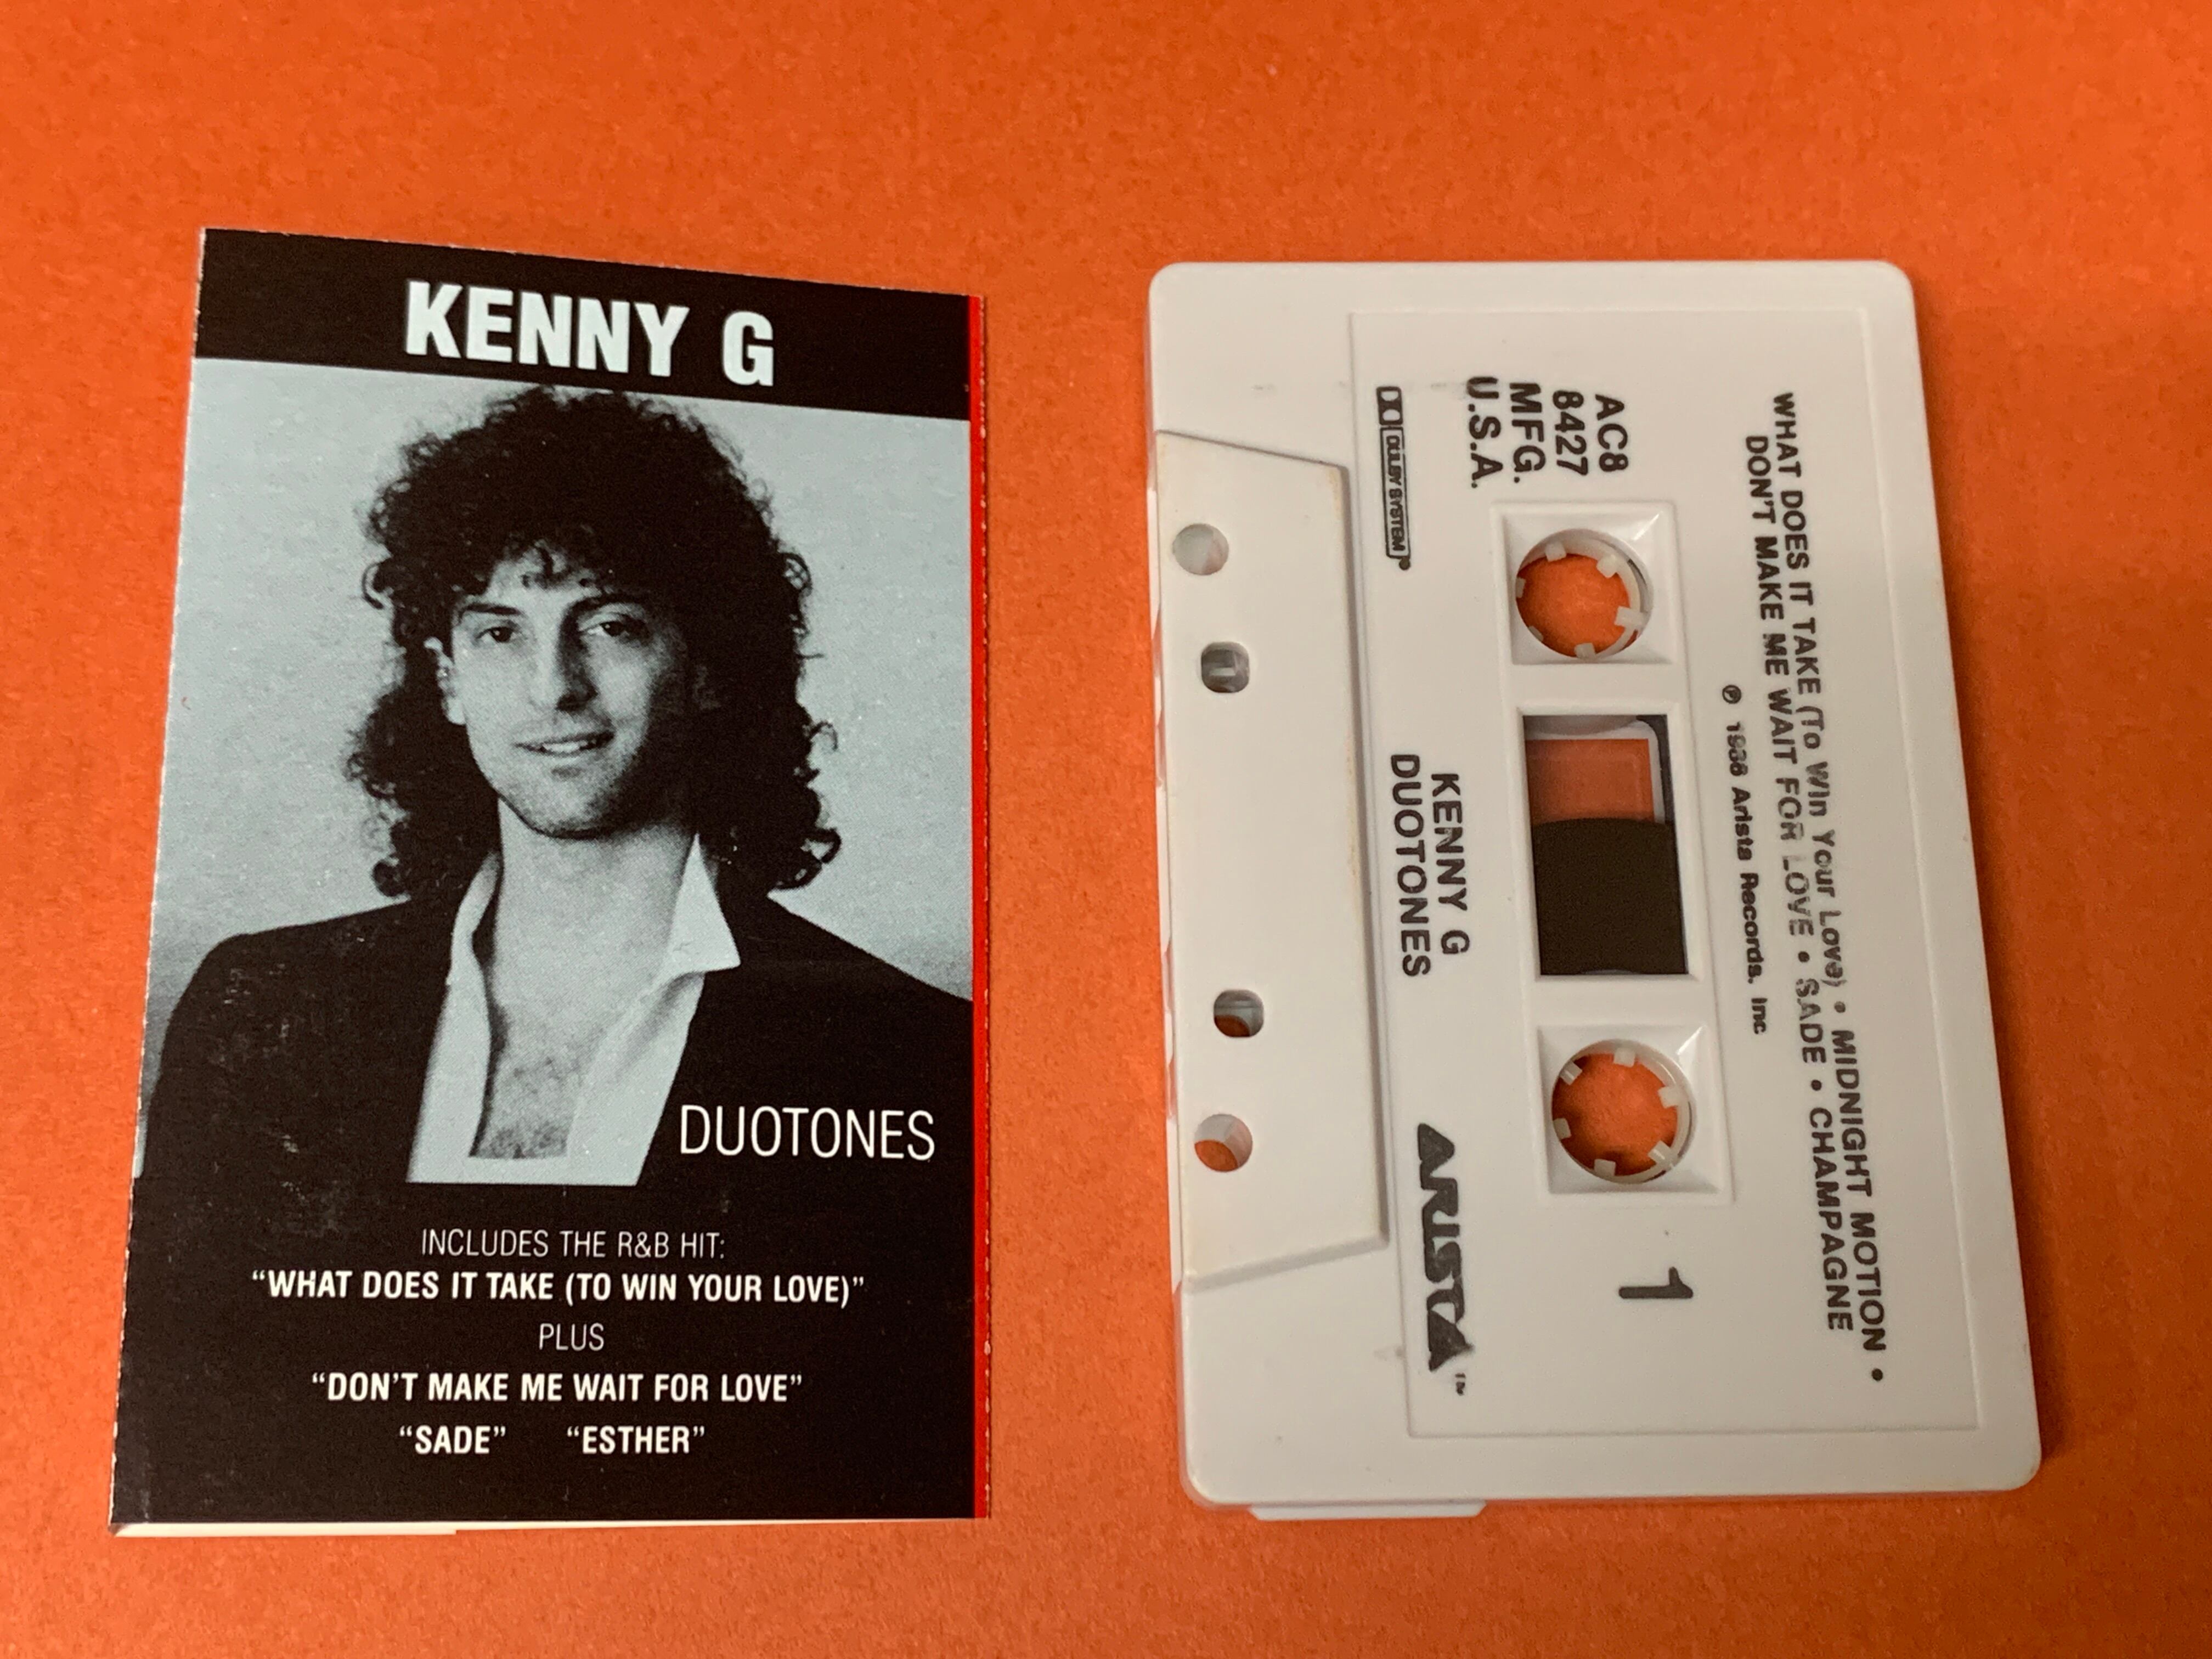 KENNY G
DUOTONES
INCLUDES THE R&B HIT:
“WHAT DOES IT TAKE (TO WIN YOUR LOVE)”
PLUS
“DON'T MAKE ME WAIT FOR LOVE”
“SADE” “ESTHER”
WHAT DOES IT TAKE (To Win Your Love) • MIDNIGHT MOTION •
DON'T MAKE ME WAIT FOR LOVE • SADE • CHAMPAGNE
℗ 1986 Arista Records, Inc
AC8
8427
MFG.
U.S.A.
1
DOLBY SYSTEM
KENNY G
DUOTONES
ARISTA™